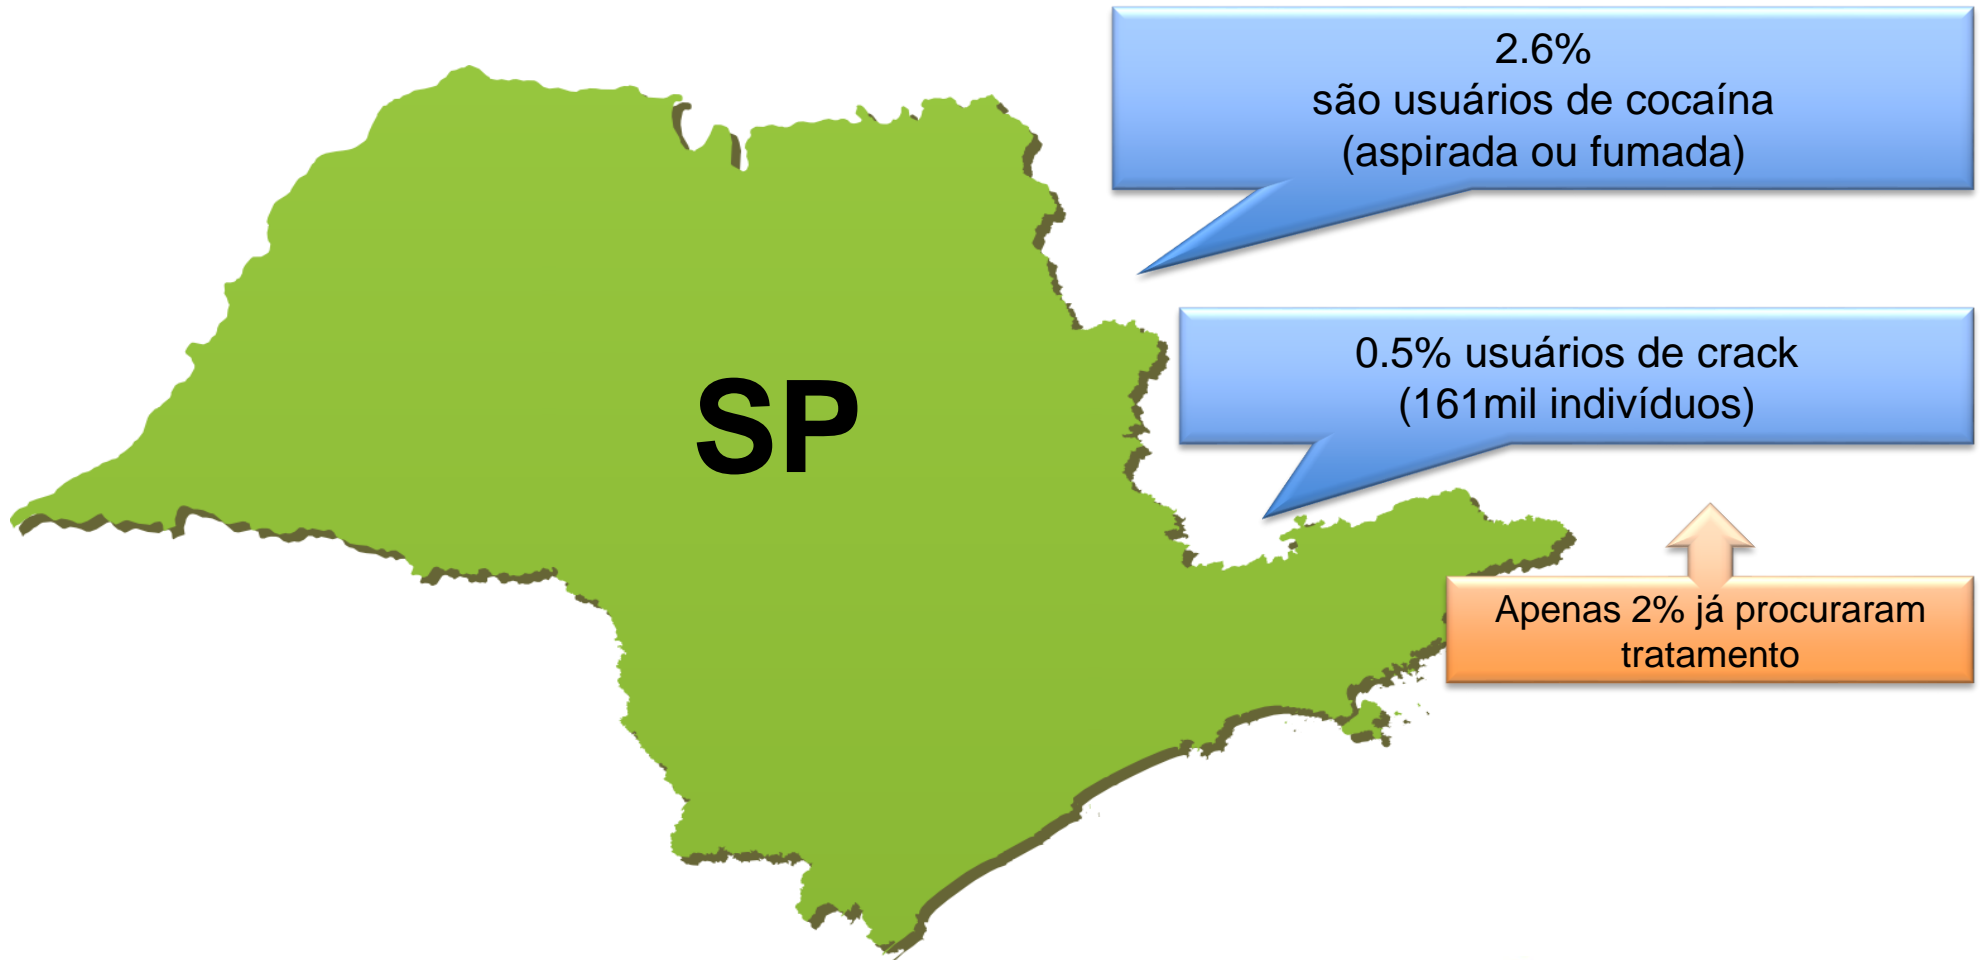 2.6%
são usuários de cocaína
(aspirada ou fumada)
0.5% usuários de crack
(161mil indivíduos)
SP
Apenas 2% já procuraram
tratamento